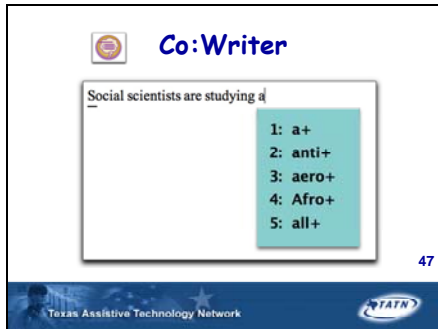 Co:Writer
Social scientists are studying a
1: a+
2: anti+
3: aero+
4: Afro+
5: all+
47
Texas Assistive Technology Network
TATN